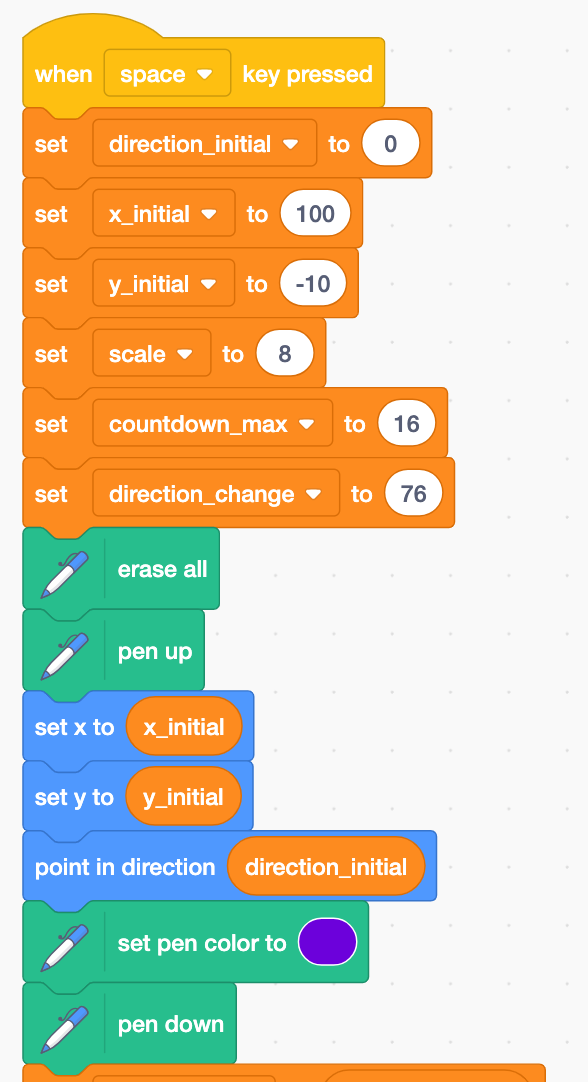 when space key pressed
set direction_initial to 0
set x_initial to 100
set y_initial to -10
set scale to 8
set countdown_max to 16
set direction_change to 76
erase all
pen up
set x to x_initial
set y to y_initial
point in direction direction_initial
set pen color to
pen down